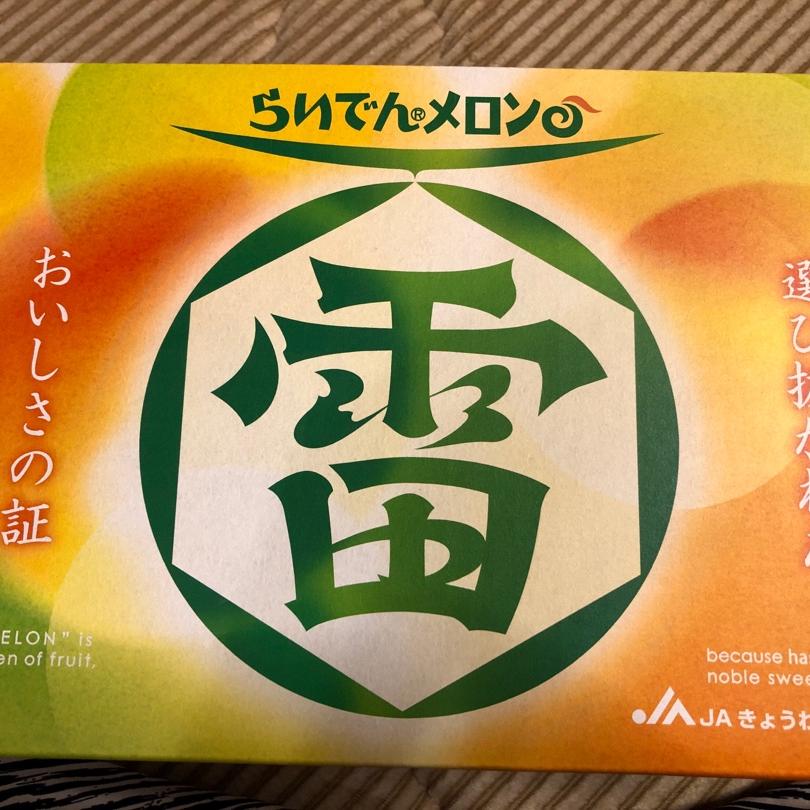 らいでん®メロン
雷
選び抜かれ
おいしさの証
ELON" is
en of fruit,
because ha
noble swee
JAきょうわ